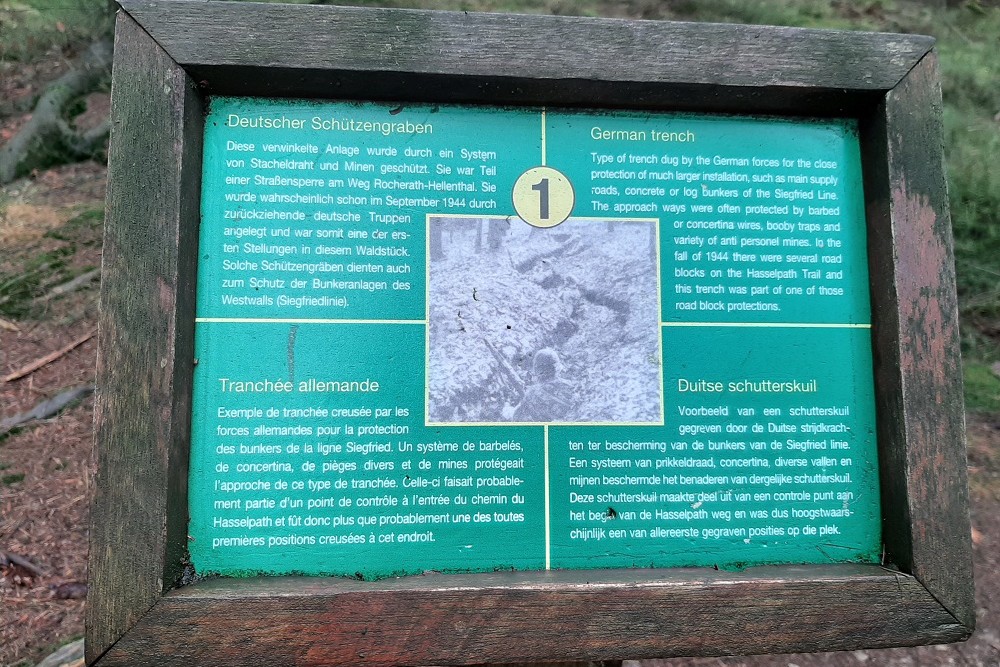 Deutscher Schützengraben
Diese verwinkelte Anlage wurde durch ein System
von Stacheldraht und Minen geschützt. Sie war Teil
einer Straßensperre am Weg Rocherath-Hellenthal. Sie
wurde wahrscheinlich schon im September 1944 durch
zurückziehende deutsche Truppen
angelegt und war somit eine der ers-
ten Stellungen in diesem Waldstück.
Solche Schützengräben dienten auch
zum Schutz der Bunkeranlagen des
Westwalls (Siegfriedlinie).
1
German trench
Type of trench dug by the German forces for the close
protection of much larger installation, such as main supply
roads, concrete or log bunkers of the Siegfried Line.
The approach ways were often protected by barbed
or concertina wires, booby traps and
variety of anti personel mines. In the
fall of 1944 there were several road
blocks on the Hasselpath Trail and
this trench was part of one of those
road block protections.
Tranchée allemande
Exemple de tranchée creusée par les
forces allemandes pour la protection
des bunkers de la ligne Siegfried. Un système de barbelés,
de concertina, de pièges divers et de mines protégeait
l'approche de ce type de tranchée. Celle-ci faisait probable-
ment partie d'un point de contrôle à l'entrée du chemin du
Hasselpath et fût donc plus que probablement une des toutes
premières positions creusées à cet endroit.
Duitse schutterskuil
Voorbeeld van een schutterskuil
gegreven door de Duitse strijdkrach-
ten ter bescherming van de bunkers van de Siegfried linie.
Een systeem van prikkeldraad, concertina, diverse vallen en
mijnen beschermde het benaderen van dergelijke schutterskuil.
Deze schutterskuil maakte deel uit van een controle punt aan
het begin van de Hasselpath weg en was dus hoogstwaars-
chijnlijk een van allereerste gegraven posities op die plek.